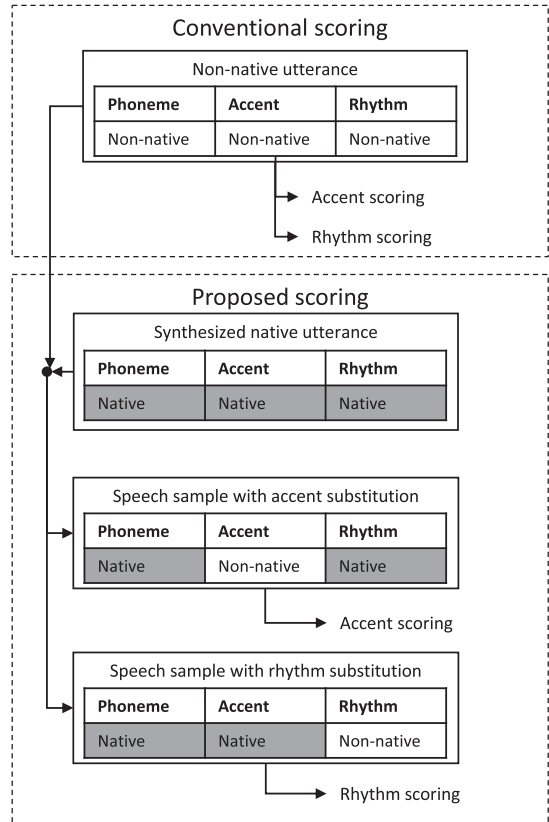 Conventional scoring
Non-native utterance
Phoneme Accent Rhythm
Non-native Non-native Non-native
Accent scoring
Rhythm scoring
Proposed scoring
Synthesized native utterance
Phoneme Accent Rhythm
Native Native Native
Speech sample with accent substitution
Phoneme Accent Rhythm
Native Non-native Native
Accent scoring
Speech sample with rhythm substitution
Phoneme Accent Rhythm
Native Native Non-native
Rhythm scoring